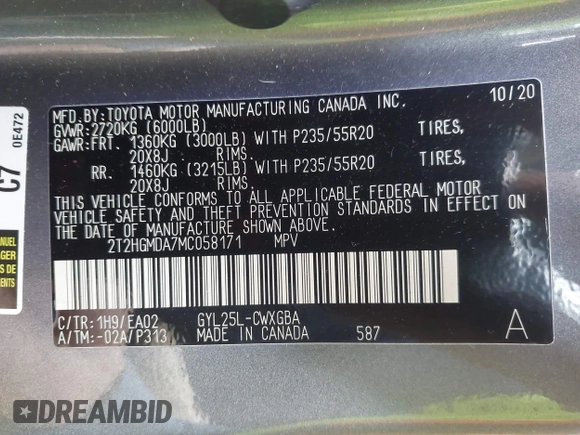 MFD.BY:TOYOTA MOTOR MANUFACTURING CANADA INC. 10/20
GVWR:2720KG (6000LB)
GAWR:FRT. 1360KG (3000LB) WITH P235/55R20 TIRES,
20X8J RIMS.
RR. 1460KG (3215LB) WITH P235/55R20 TIRES,
20X8J RIMS.
THIS VEHICLE CONFORMS TO ALL APPLICABLE FEDERAL MOTOR
VEHICLE SAFETY AND THEFT PREVENTION STANDARDS IN EFFECT ON
THE DATE OF MANUFACTURE SHOWN ABOVE.
2T2HGMDA7MC058171 MPV
C/TR:1H9/EA02 GYL25L-CWXGBA
A/TM:-02A/P313 MADE IN CANADA 587 A
0E472
C7
NUEL
GER
DREAMBID